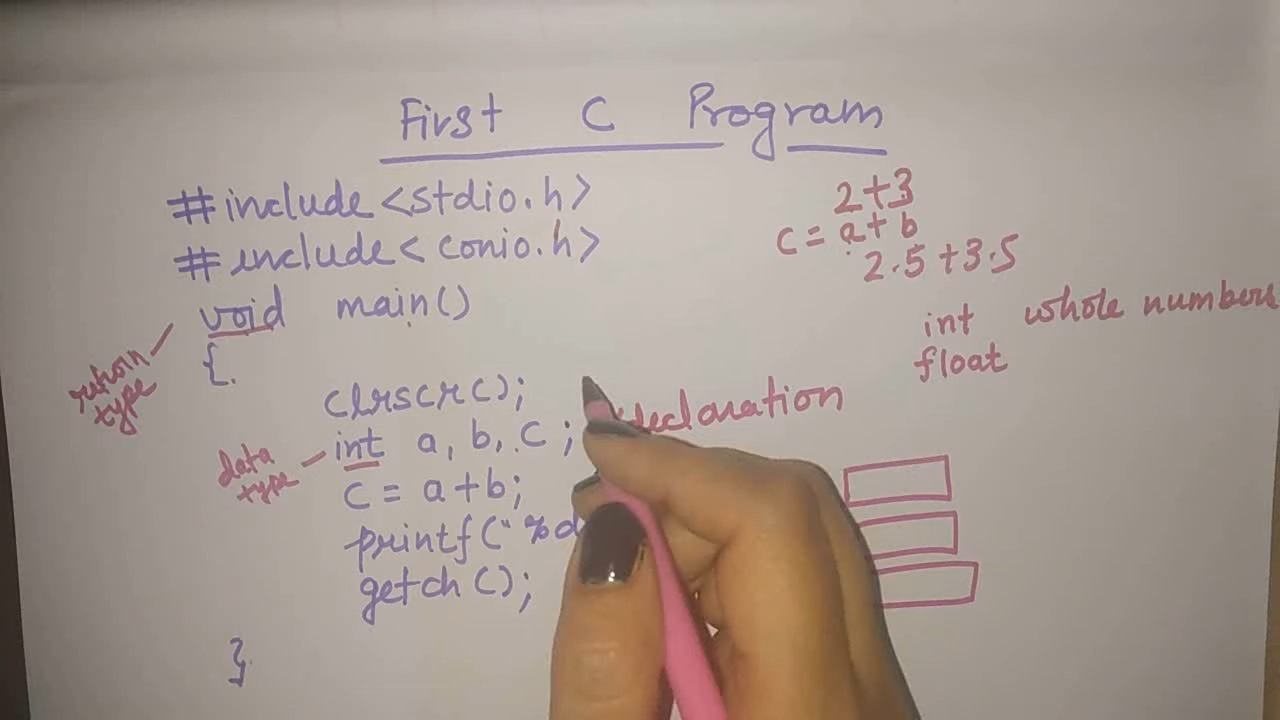 First C Program
#include <stdio.h>
#include < conio.h>
void main()
{
clrscr();
int a, b, c ;
c = a+b;
printf("%d
getch();
}
return
type
data
type
declaration
2+3
c = a+b
2.5+3.5
int whole numbers
float